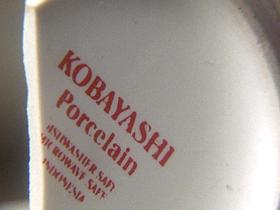 KOBAYASHI
Porcelain
DISHWASHER SAFE
MICROWAVE SAFE
INDONESIA